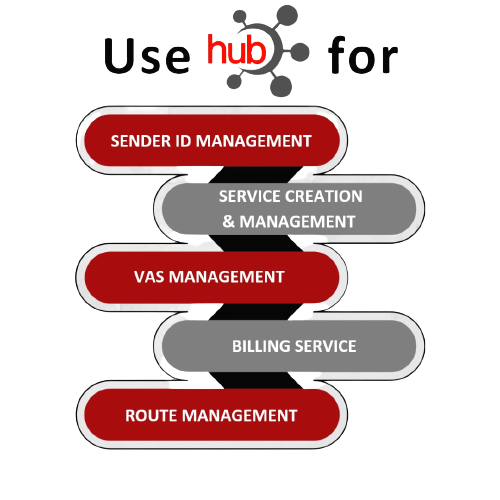 Use hub for
SENDER ID MANAGEMENT
SERVICE CREATION
& MANAGEMENT
VAS MANAGEMENT
BILLING SERVICE
ROUTE MANAGEMENT